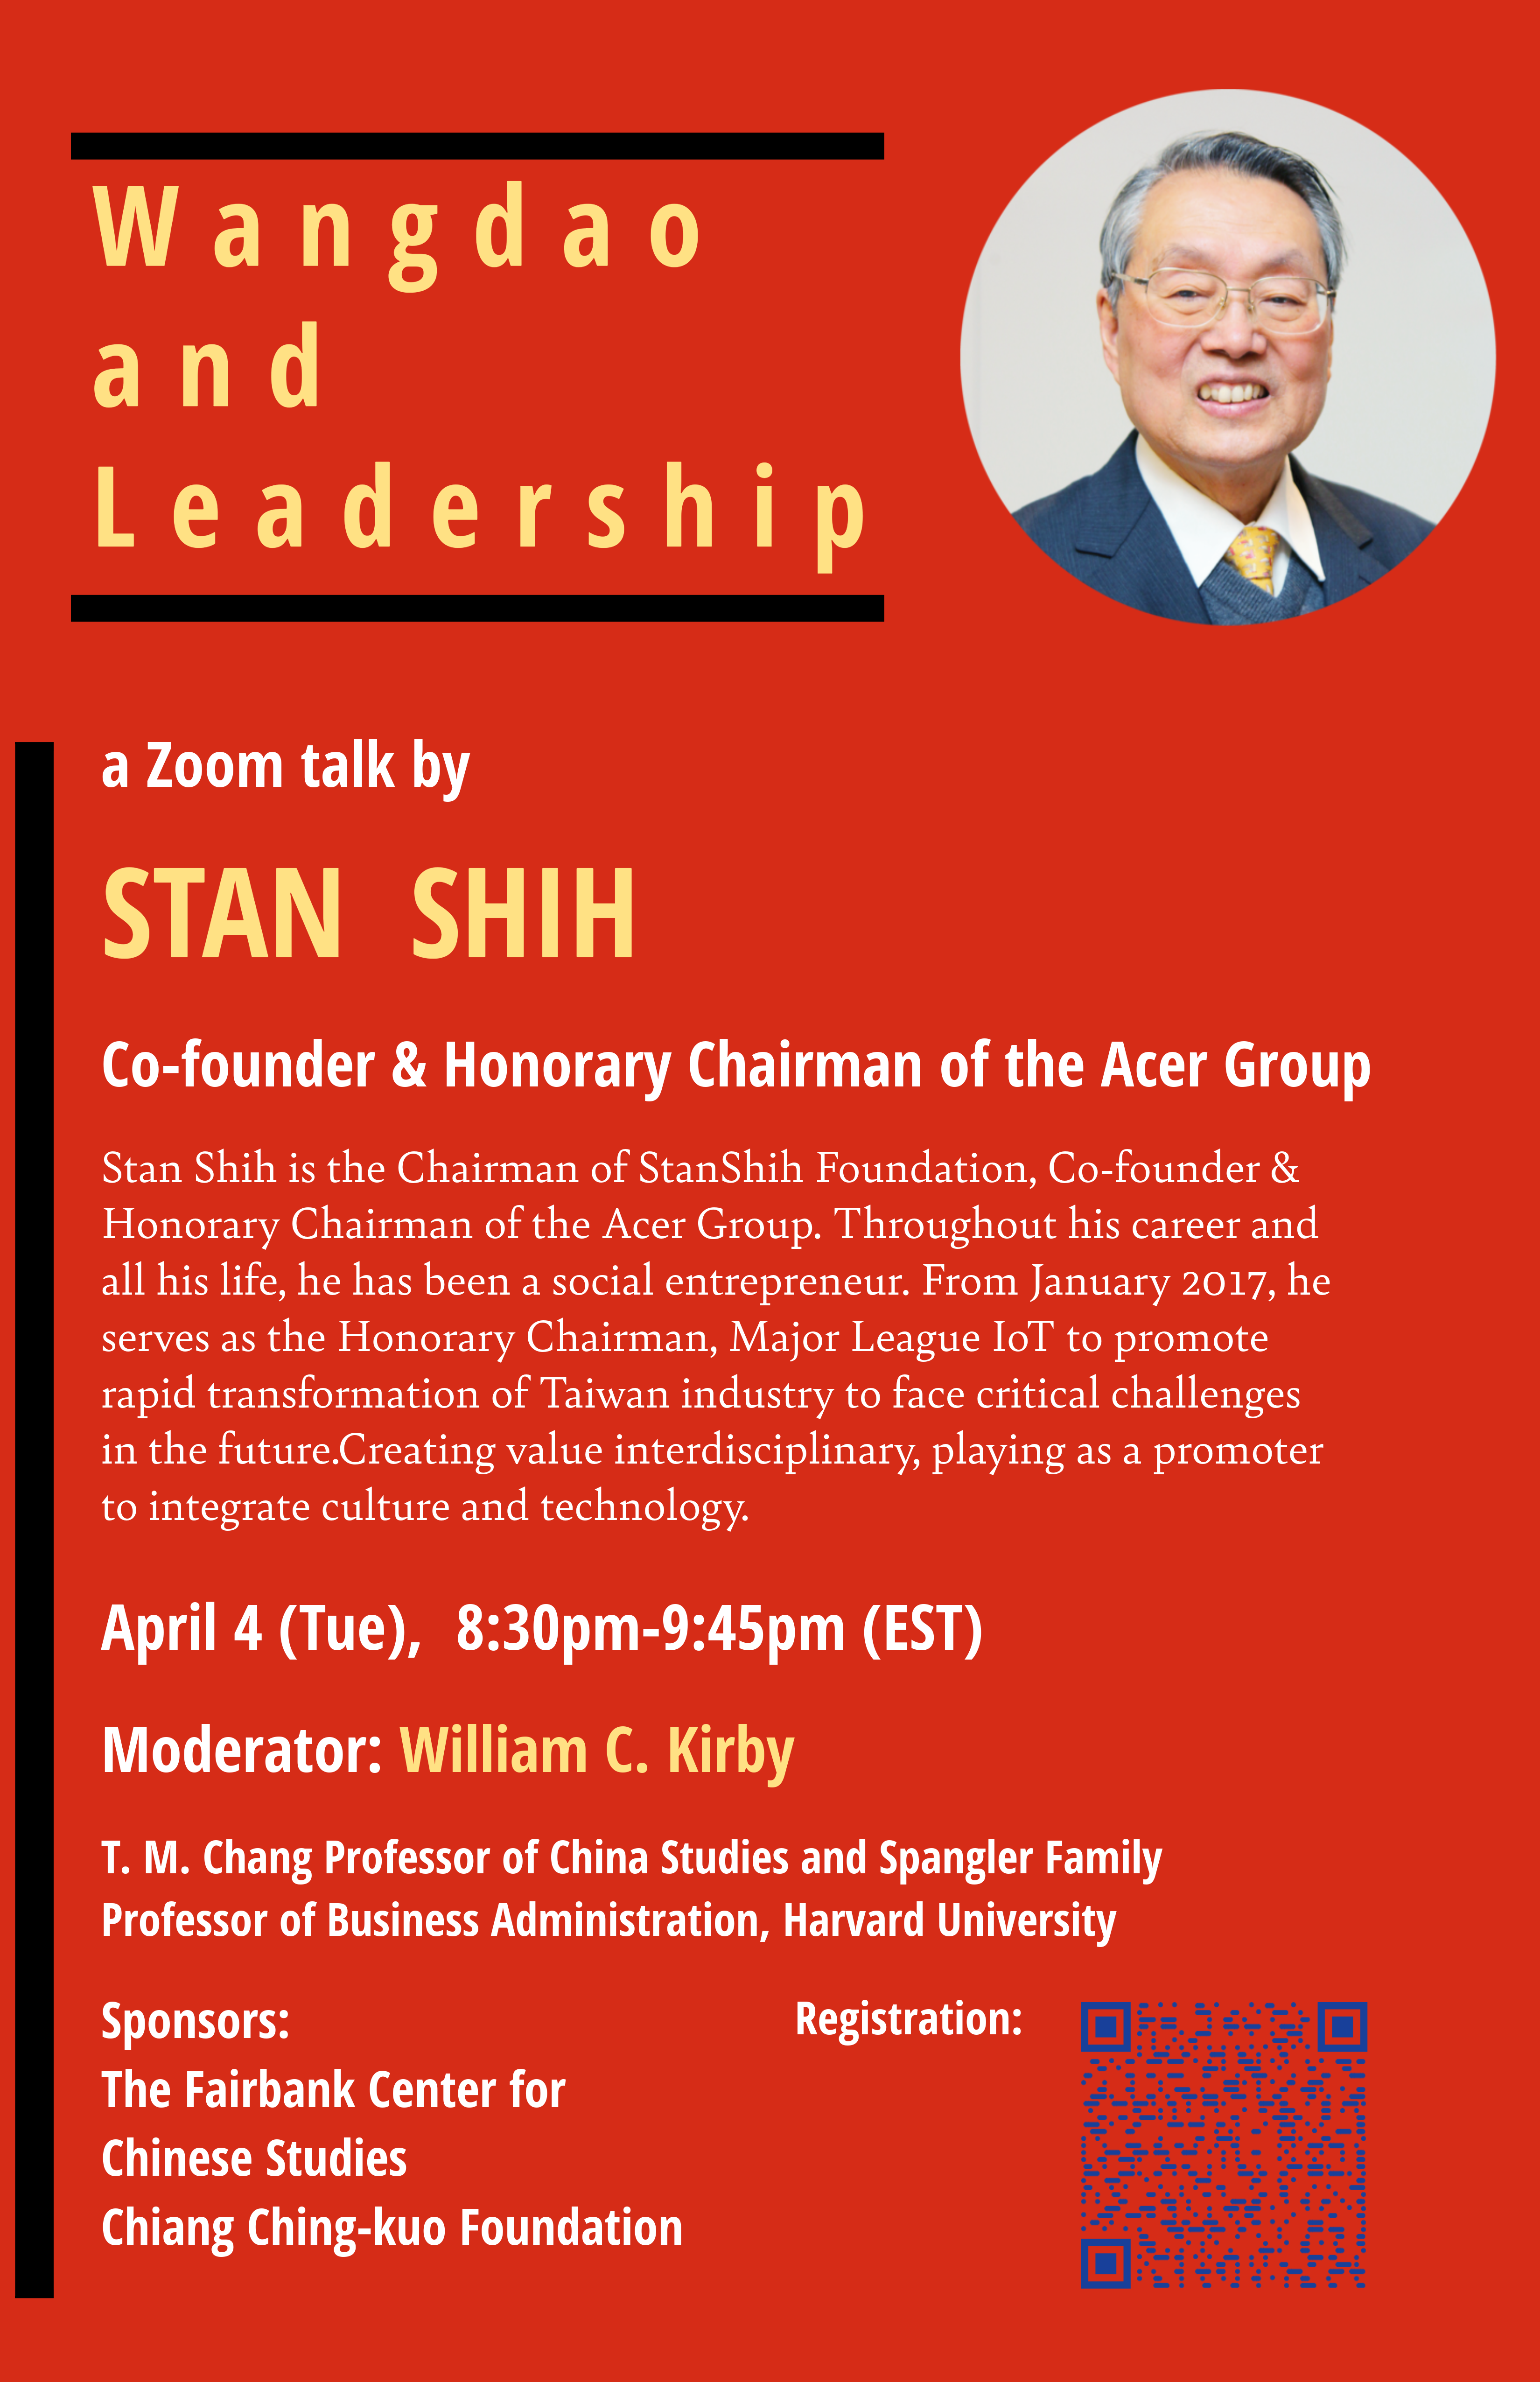 Wangdao
and
Leadership
a Zoom talk by
STAN SHIH
Co-founder & Honorary Chairman of the Acer Group
Stan Shih is the Chairman of StanShih Foundation, Co-founder &
Honorary Chairman of the Acer Group. Throughout his career and
all his life, he has been a social entrepreneur. From January 2017, he
serves as the Honorary Chairman, Major League IoT to promote
rapid transformation of Taiwan industry to face critical challenges
in the future.Creating value interdisciplinary, playing as a promoter
to integrate culture and technology.
April 4 (Tue), 8:30pm-9:45pm (EST)
Moderator: William C. Kirby
T. M. Chang Professor of China Studies and Spangler Family
Professor of Business Administration, Harvard University
Sponsors:
The Fairbank Center for
Chinese Studies
Chiang Ching-kuo Foundation
Registration: